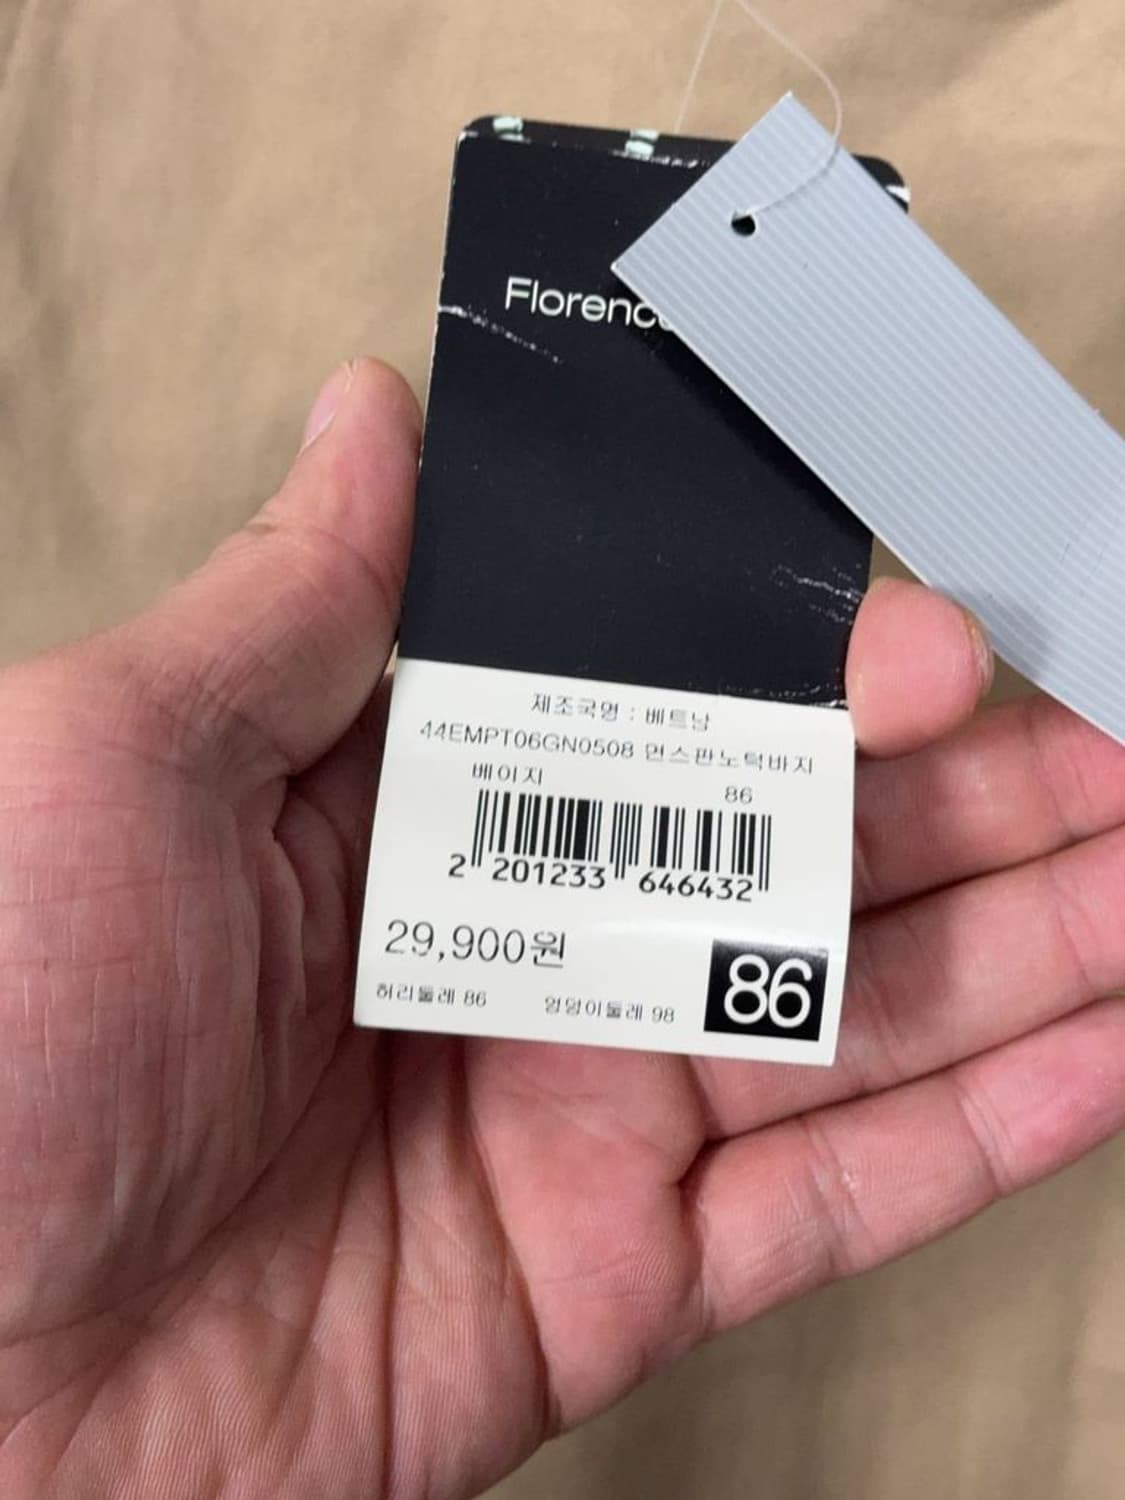 Florence
제조국명 : 베트남
44EMPT06GN0508 면스판노턱바지
베이지
86
2 201233 646432
29,900원
허리둘레 86 엉덩이둘레 98
86